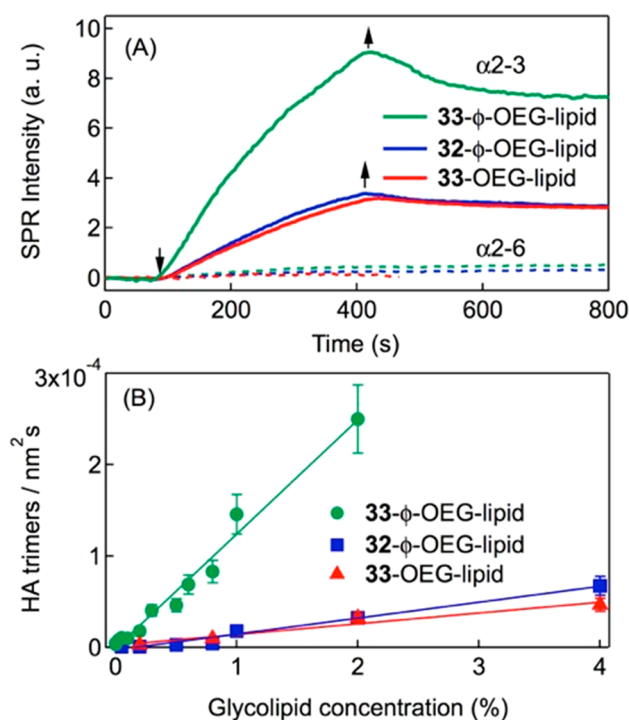 (A)
10
8
6
4
2
0
SPR Intensity (a. u.)
α2-3
33-ϕ-OEG-lipid
32-ϕ-OEG-lipid
33-OEG-lipid
α2-6
0 200 400 600 800
Time (s)
(B)
3x10⁻⁴
2
1
0
HA trimers / nm² s
33-ϕ-OEG-lipid
32-ϕ-OEG-lipid
33-OEG-lipid
0 1 2 3 4
Glycolipid concentration (%)